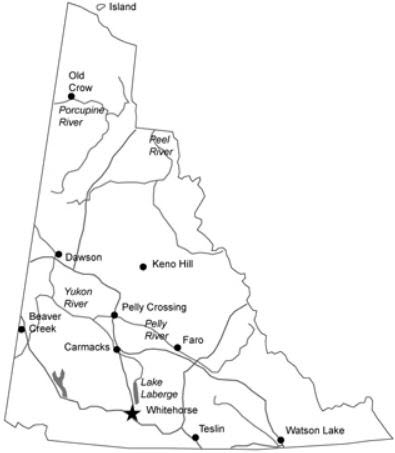 Island
Old
Crow
Porcupine
River
Peel
River
Dawson
Keno Hill
Yukon
River
Pelly Crossing
Beaver
Creek
Pelly
River
Faro
Carmacks
Lake
Laberge
Whitehorse
Teslin
Watson Lake